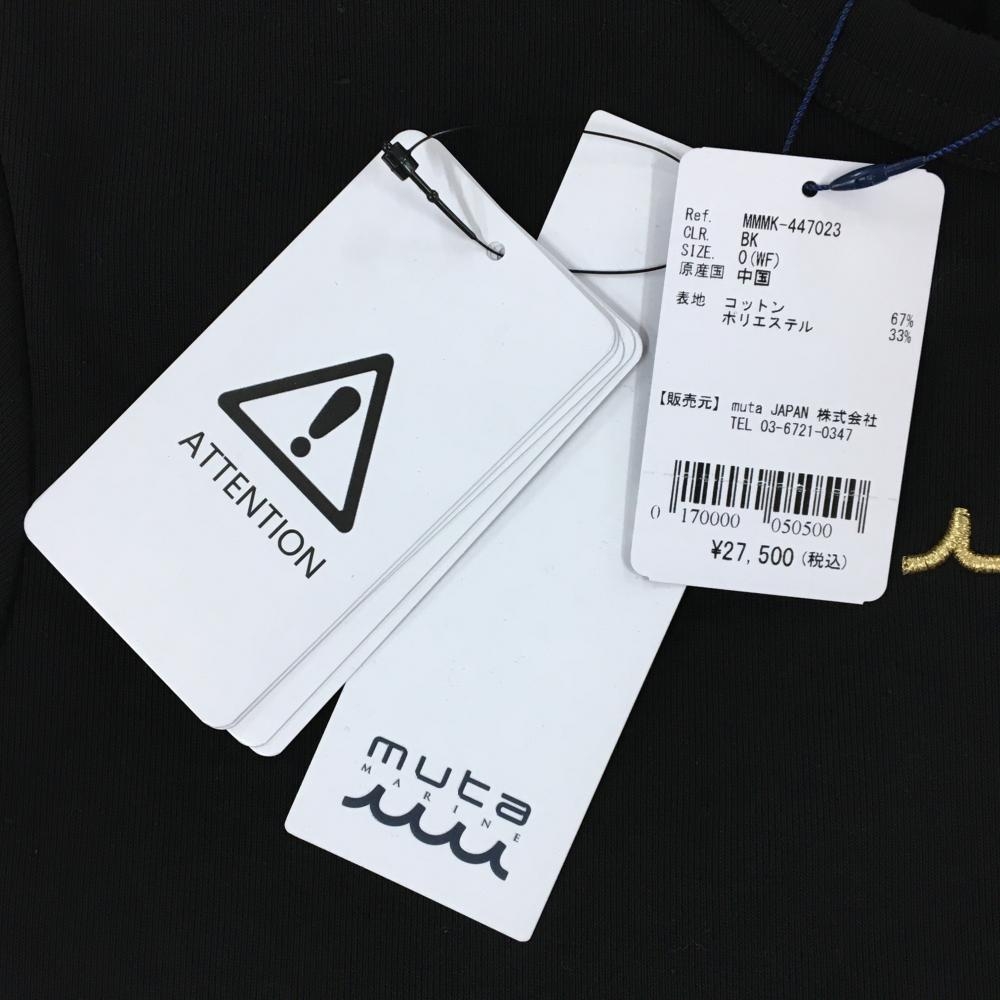 ATTENTION
Ref. MMMK-447023
CLR. BK
SIZE. 0(WF)
原産国 中国
表地 コットン 67%
ポリエステル 33%
【販売元】 muta JAPAN 株式会社
TEL 03-6721-0347
0 170000 050500
¥27,500(税込)
muta
MARINE